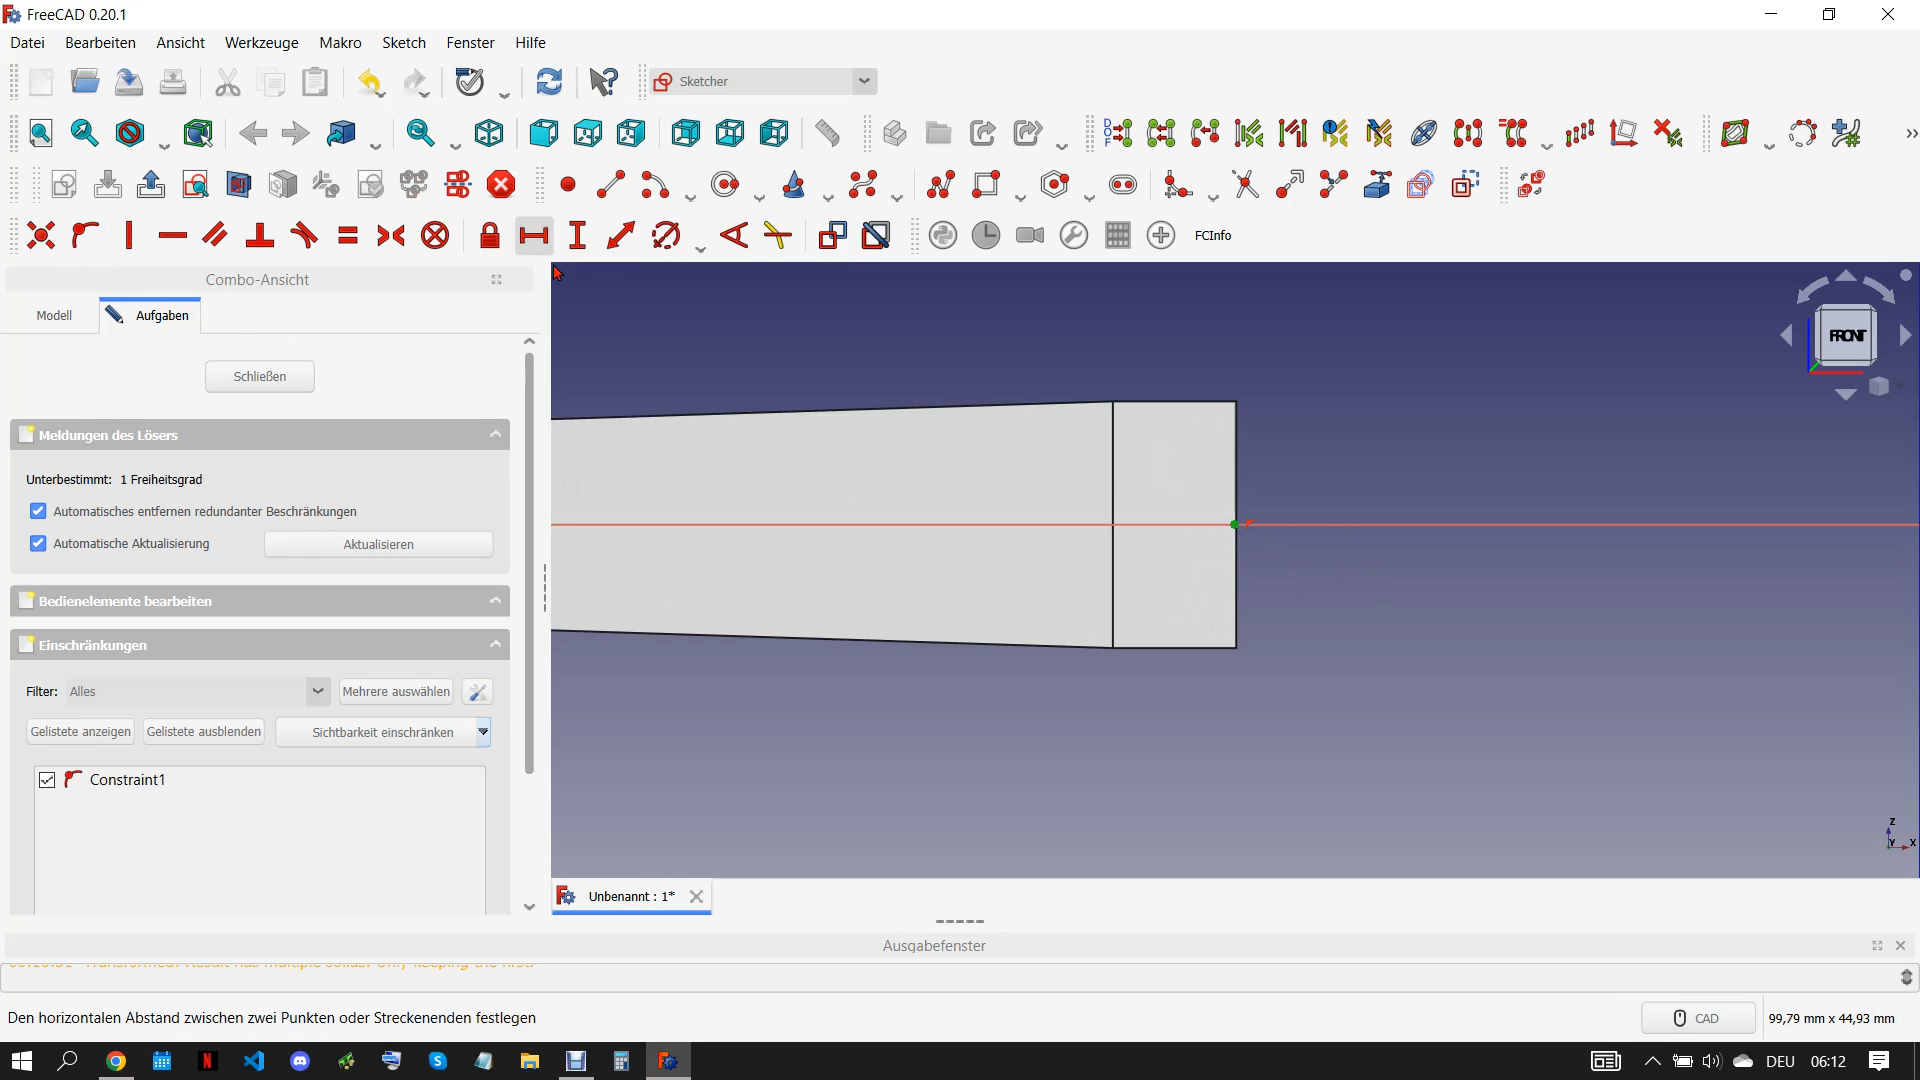 FreeCAD 0.20.1
Datei Bearbeiten Ansicht Werkzeuge Makro Sketch Fenster Hilfe
Sketcher
FCInfo
Combo-Ansicht
Modell Aufgaben
Schließen
Meldungen des Lösers
Unterbestimmt: 1 Freiheitsgrad
Automatisches entfernen redundanter Beschränkungen
Automatische Aktualisierung Aktualisieren
Bedienelemente bearbeiten
Einschränkungen
Filter: Alles Mehrere auswählen
Gelistete anzeigen Gelistete ausblenden Sichtbarkeit einschränken
Constraint1
FRONT
Z
Y X
Unbenannt : 1*
Ausgabefenster
Den horizontalen Abstand zwischen zwei Punkten oder Streckenenden festlegen
CAD 99,79 mm x 44,93 mm
DEU 06:12